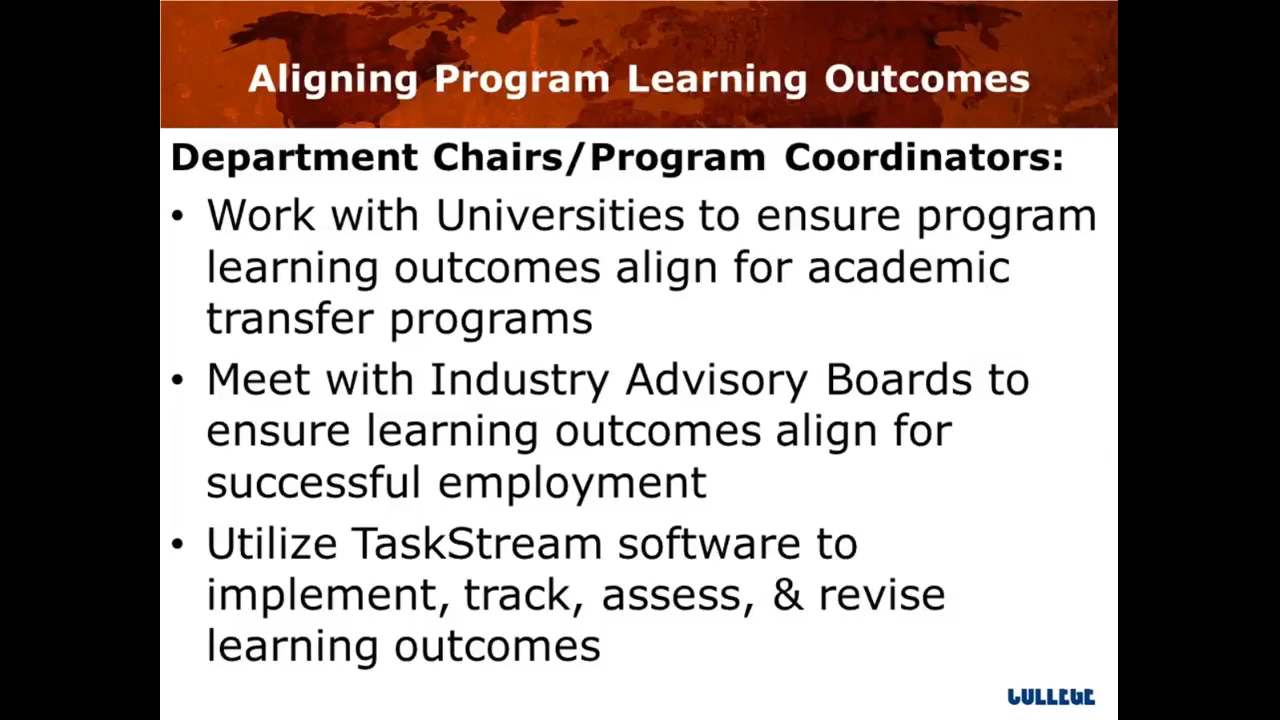 Aligning Program Learning Outcomes
Department Chairs/Program Coordinators:
• Work with Universities to ensure program
learning outcomes align for academic
transfer programs
• Meet with Industry Advisory Boards to
ensure learning outcomes align for
successful employment
• Utilize TaskStream software to
implement, track, assess, & revise
learning outcomes
COLLEGE